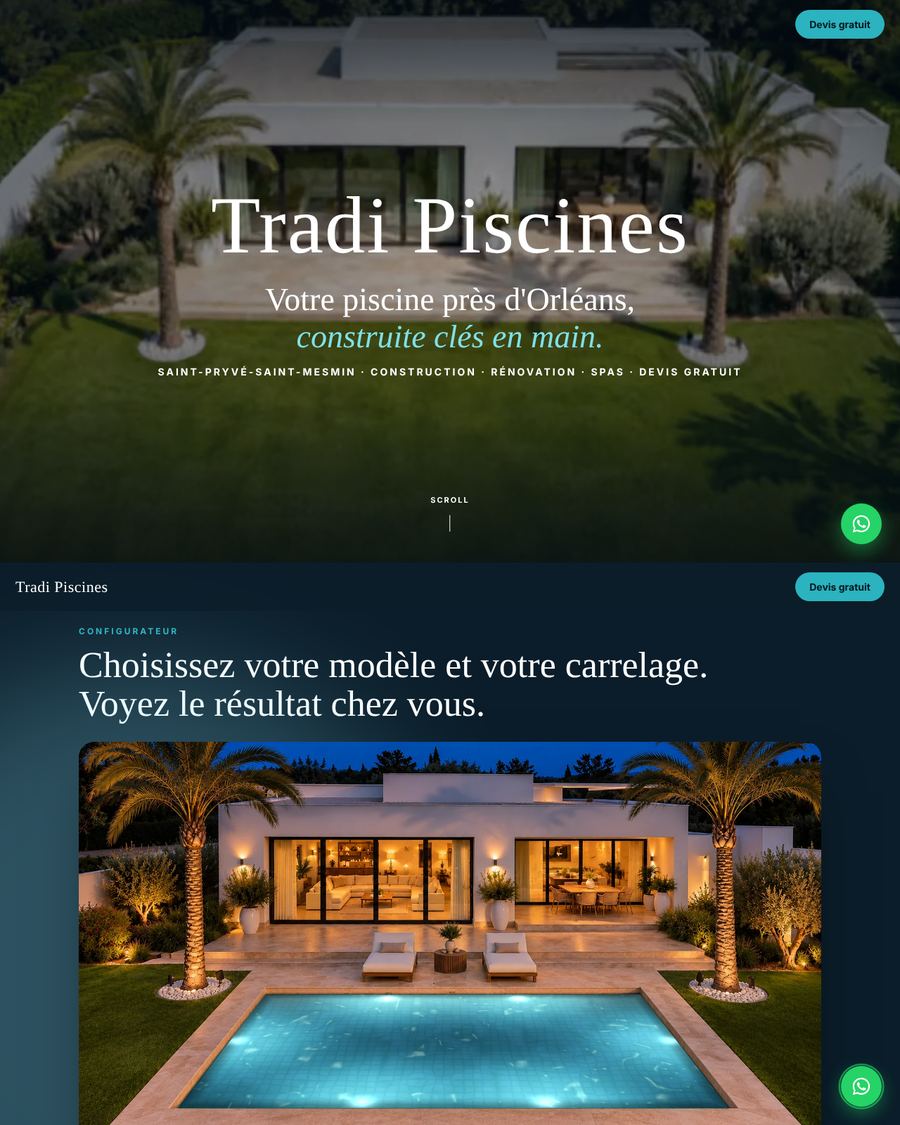 Devis gratuit
Tradi Piscines
Votre piscine près d'Orléans,
construite clés en main.
SAINT-PRYVÉ-SAINT-MESMIN · CONSTRUCTION · RÉNOVATION · SPAS · DEVIS GRATUIT
SCROLL
Tradi Piscines
Devis gratuit
CONFIGURATEUR
Choisissez votre modèle et votre carrelage.
Voyez le résultat chez vous.